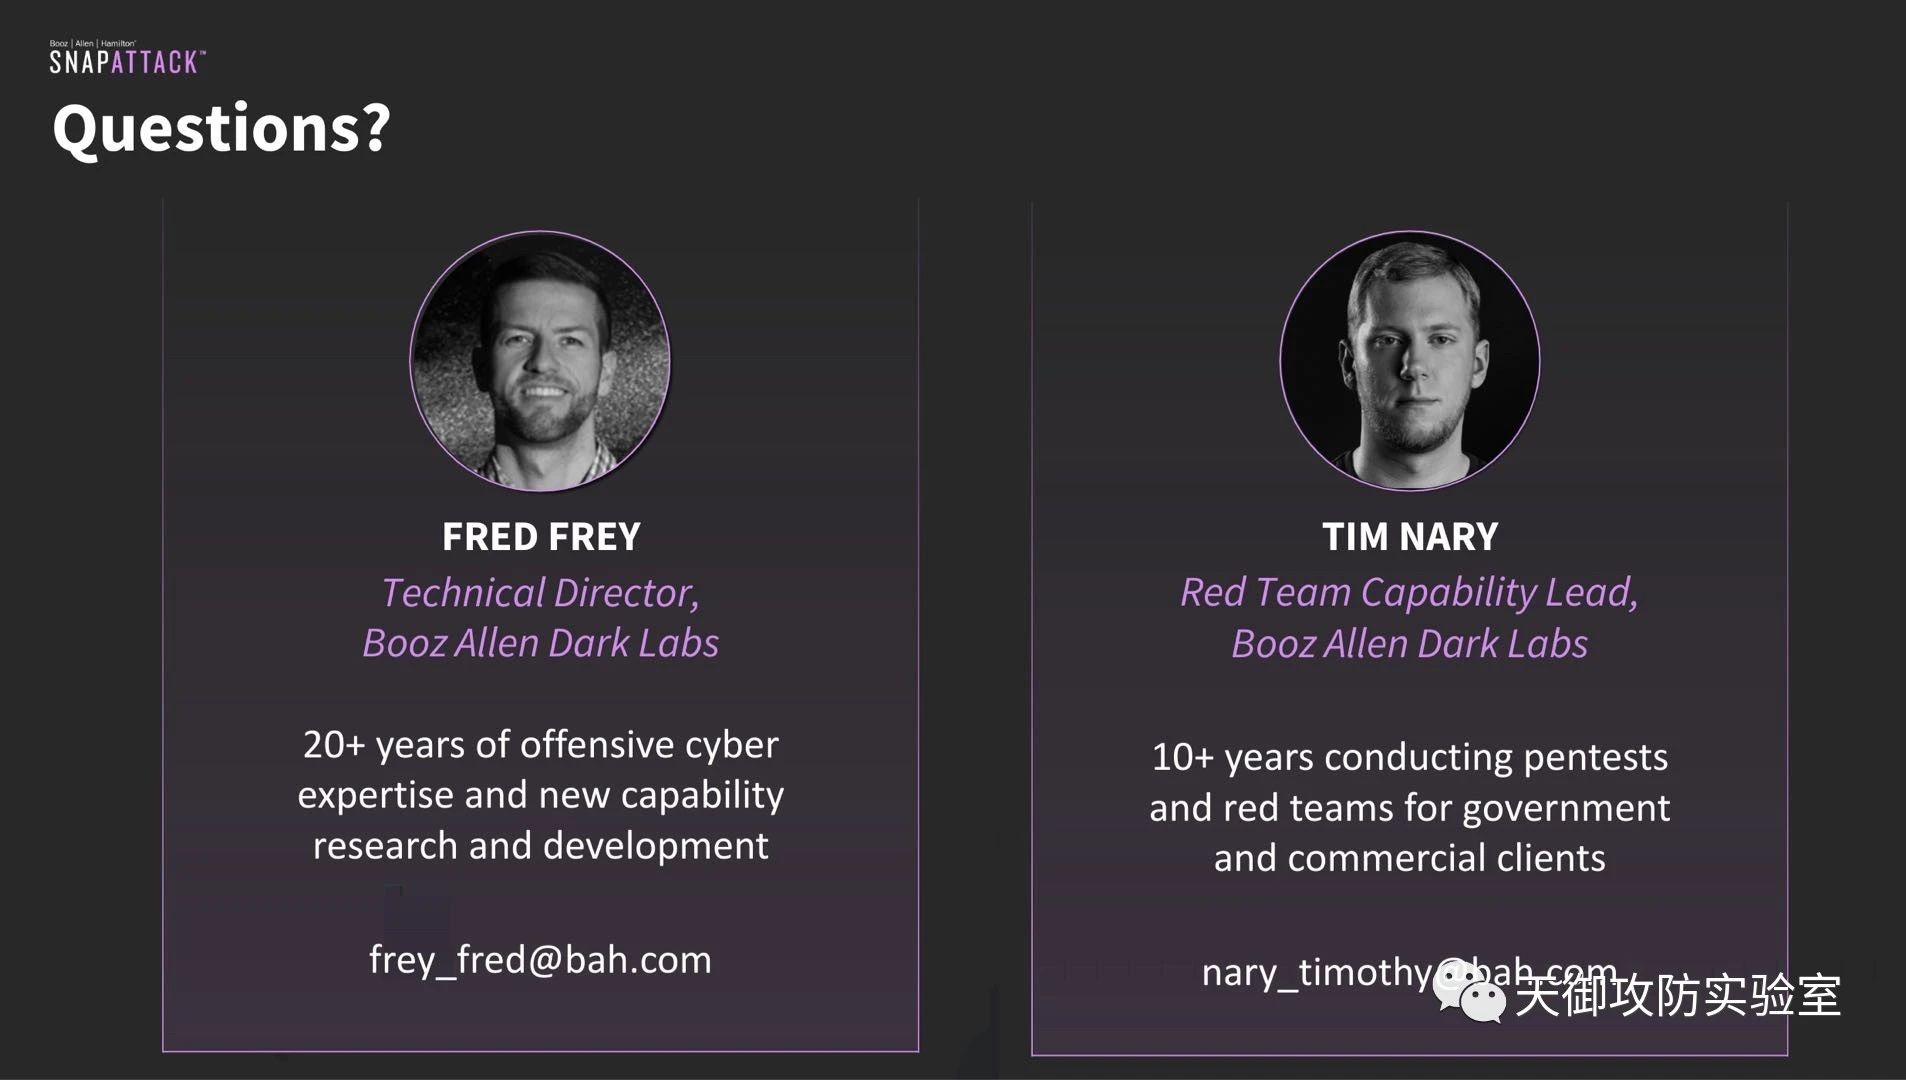 Booz | Allen | Hamilton®
SNAPATTACK™
Questions?
FRED FREY
Technical Director,
Booz Allen Dark Labs
20+ years of offensive cyber
expertise and new capability
research and development
frey_fred@bah.com
TIM NARY
Red Team Capability Lead,
Booz Allen Dark Labs
10+ years conducting pentests
and red teams for government
and commercial clients
nary_timothy@bah.com
天御攻防实验室